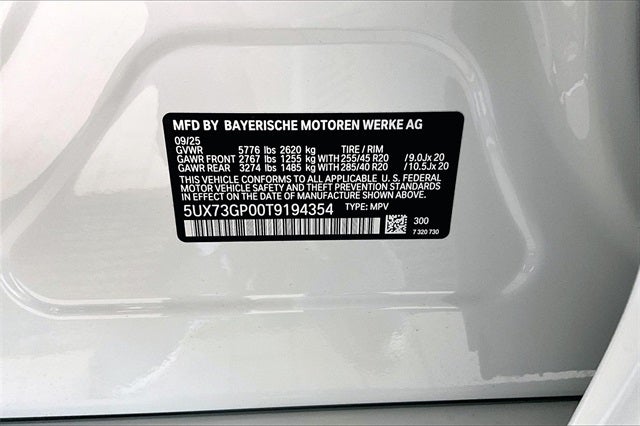 MFD BY BAYERISCHE MOTOREN WERKE AG
09/25
GVWR 5776 lbs 2620 kg TIRE / RIM
GAWR FRONT 2767 lbs 1255 kg WITH 255/45 R20 /9.0Jx 20
GAWR REAR 3274 lbs 1485 kg WITH 285/40 R20 /10.5Jx 20
THIS VEHICLE CONFORMS TO ALL APPLICABLE U. S. FEDERAL
MOTOR VEHICLE SAFETY AND THEFT PREVENTION STANDARDS
IN EFFECT ON THE DATE OF MANUFACTURE SHOWN ABOVE.
5UX73GP00T9194354 TYPE: MPV
300
7 320 730